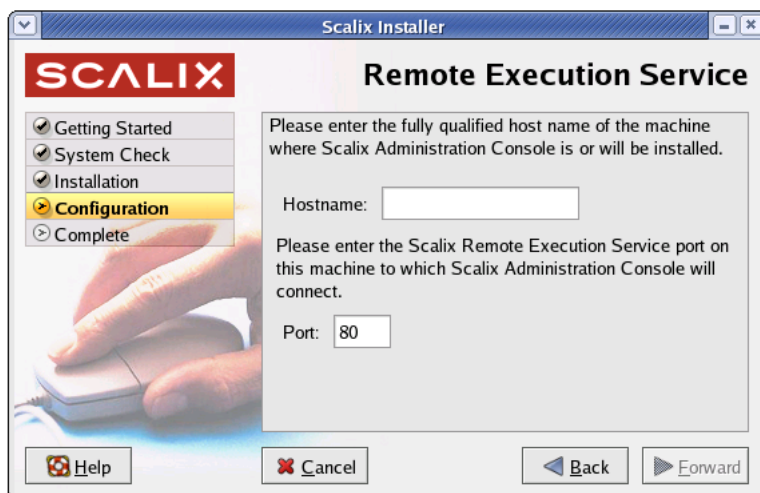 Scalix Installer
SCALIX
Remote Execution Service
Getting Started
System Check
Installation
Configuration
Complete
Please enter the fully qualified host name of the machine
where Scalix Administration Console is or will be installed.
Hostname:
Please enter the Scalix Remote Execution Service port on
this machine to which Scalix Administration Console will
connect.
Port: 80
Help
Cancel
Back
Forward